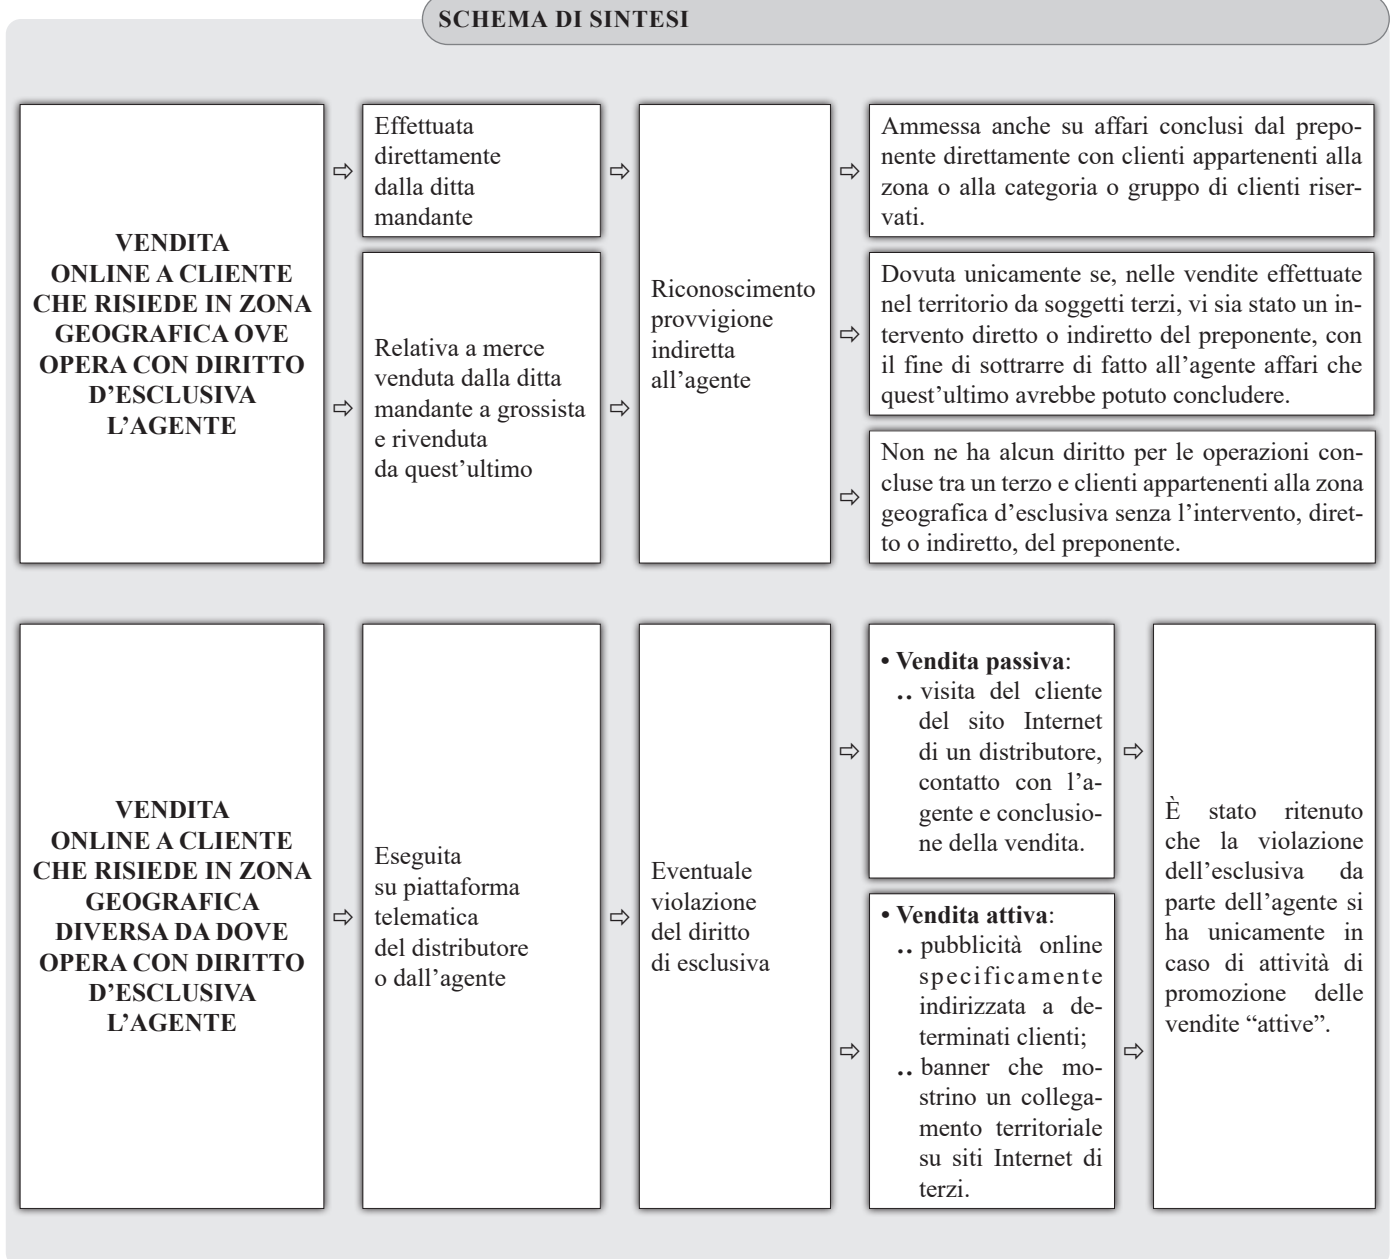 SCHEMA DI SINTESI
VENDITA
ONLINE A CLIENTE
CHE RISIEDE IN ZONA
GEOGRAFICA OVE
OPERA CON DIRITTO
D’ESCLUSIVA
L’AGENTE
⇨
Effettuata
direttamente
dalla ditta
mandante
⇨
Relativa a merce
venduta dalla ditta
mandante a grossista
e rivenduta
da quest’ultimo
⇨
⇨
Riconoscimento
provvigione
indiretta
all’agente
⇨
Ammessa anche su affari conclusi dal prepo-
nente direttamente con clienti appartenenti alla
zona o alla categoria o gruppo di clienti riser-
vati.
⇨
Dovuta unicamente se, nelle vendite effettuate
nel territorio da soggetti terzi, vi sia stato un in-
tervento diretto o indiretto del preponente, con
il fine di sottrarre di fatto all’agente affari che
quest’ultimo avrebbe potuto concludere.
⇨
Non ne ha alcun diritto per le operazioni con-
cluse tra un terzo e clienti appartenenti alla zona
geografica d’esclusiva senza l’intervento, diret-
to o indiretto, del preponente.
VENDITA
ONLINE A CLIENTE
CHE RISIEDE IN ZONA
GEOGRAFICA
DIVERSA DA DOVE
OPERA CON DIRITTO
D’ESCLUSIVA
L’AGENTE
⇨
Eseguita
su piattaforma
telematica
del distributore
o dall’agente
⇨
Eventuale
violazione
del diritto
di esclusiva
⇨
• Vendita passiva:
.. visita del cliente
del sito Internet
di un distributore,
contatto con l’a-
gente e conclusio-
ne della vendita.
⇨
⇨
• Vendita attiva:
.. pubblicità online
specificamente
indirizzata a de-
terminati clienti;
.. banner che mo-
strino un collega-
mento territoriale
su siti Internet di
terzi.
⇨
È stato ritenuto
che la violazione
dell’esclusiva da
parte dell’agente si
ha unicamente in
caso di attività di
promozione delle
vendite “attive”.